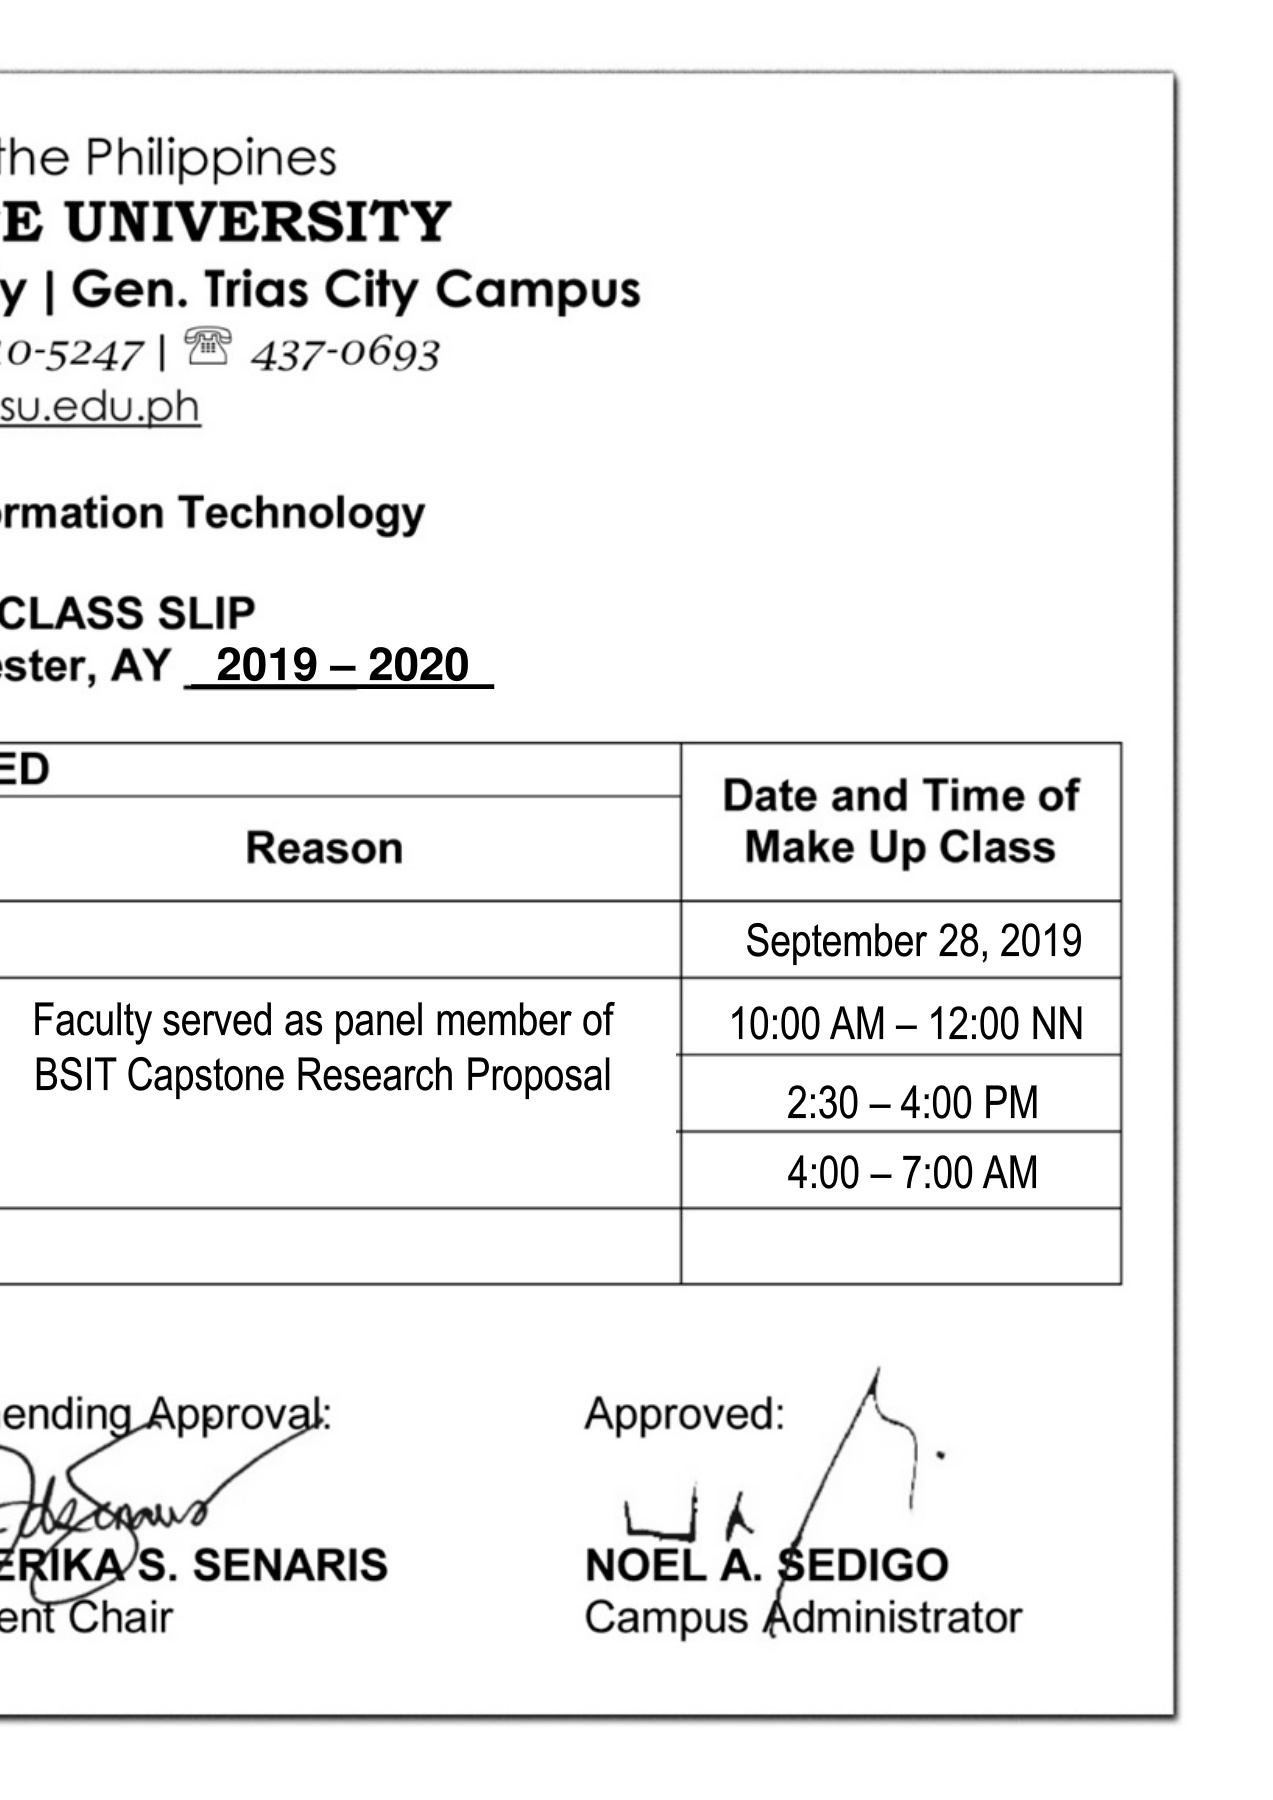 the Philippines
E UNIVERSITY
y | Gen. Trias City Campus
0-5247 | ☏ 437-0693
su.edu.ph
ormation Technology
CLASS SLIP
ester, AY 2019 – 2020
ED
Date and Time of
Make Up Class
Reason
September 28, 2019
Faculty served as panel member of
BSIT Capstone Research Proposal
10:00 AM – 12:00 NN
2:30 – 4:00 PM
4:00 – 7:00 AM
ending Approval:
Approved:
ERIKA S. SENARIS
NOEL A. SEDIGO
ent Chair
Campus Administrator